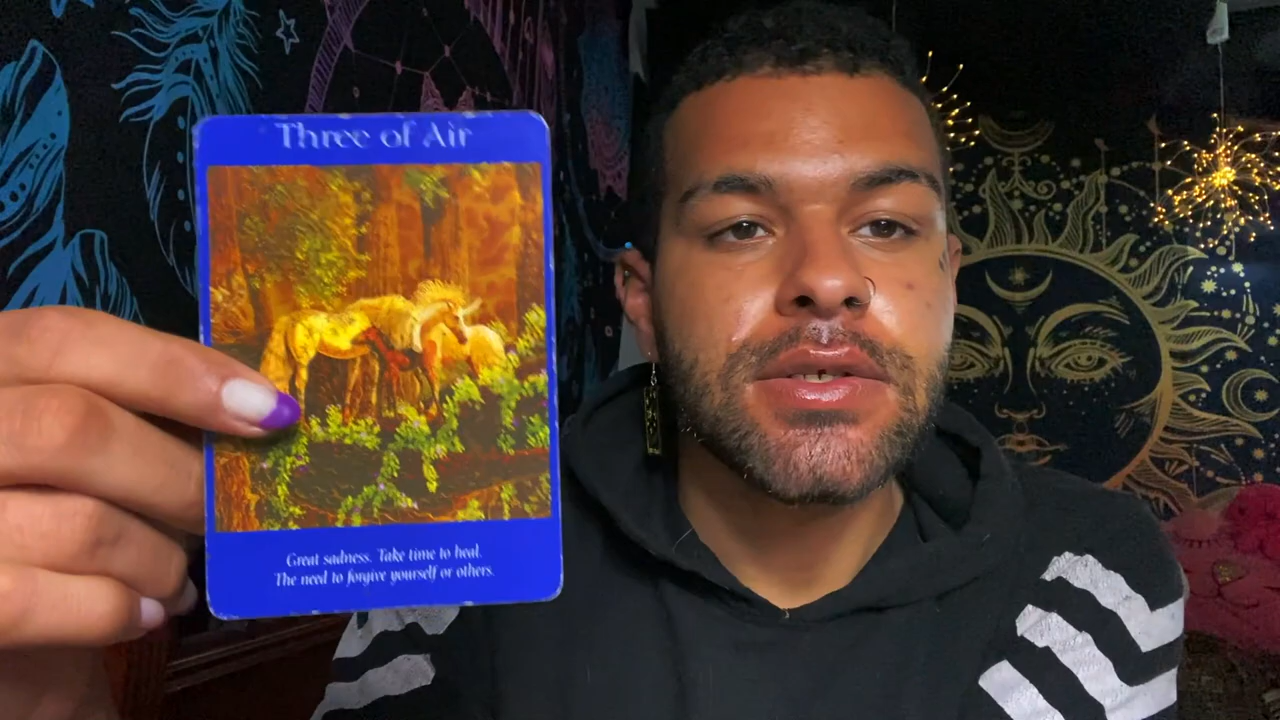 Three of Air
Great sadness. Take time to heal.
The need to forgive yourself or others.